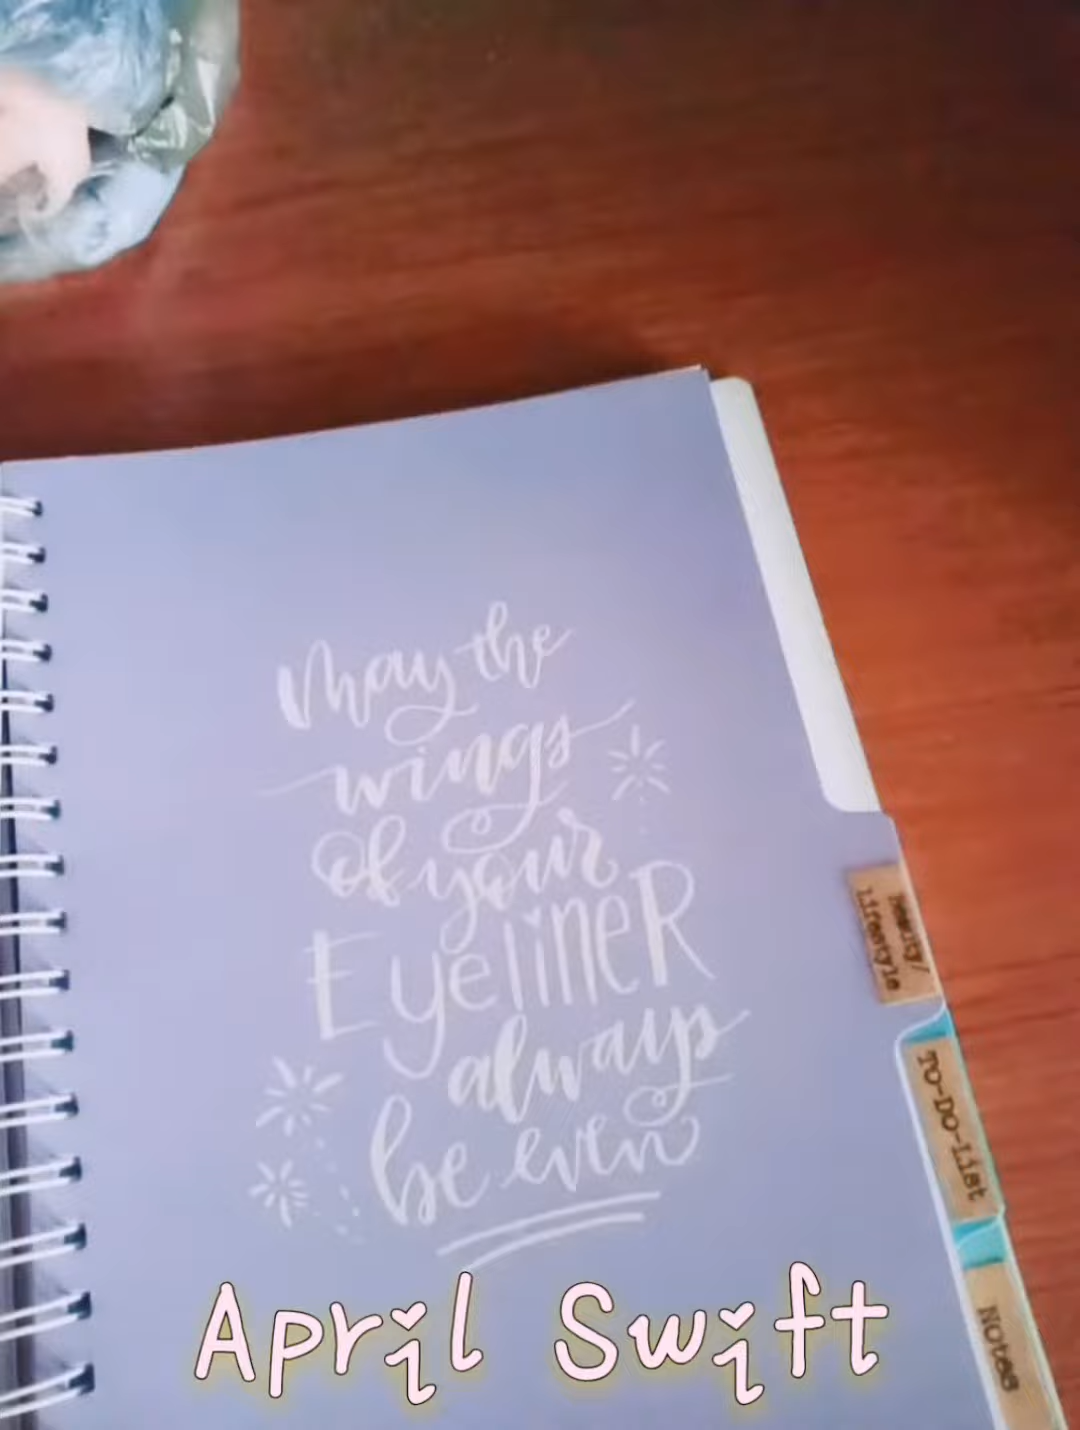 May the
wings
of your
EyelineR
always
be even
Beauty/
Lifestyle
TO-DO-List
Notes
April Swift